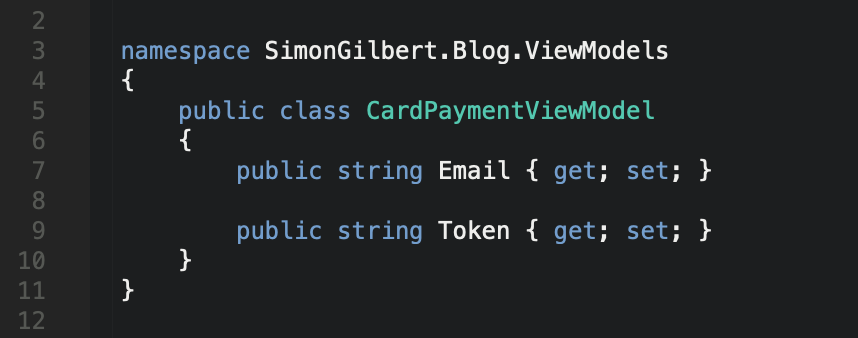 2
3 namespace SimonGilbert.Blog.ViewModels
4 {
5 public class CardPaymentViewModel
6 {
7 public string Email { get; set; }
8
9 public string Token { get; set; }
10 }
11 }
12